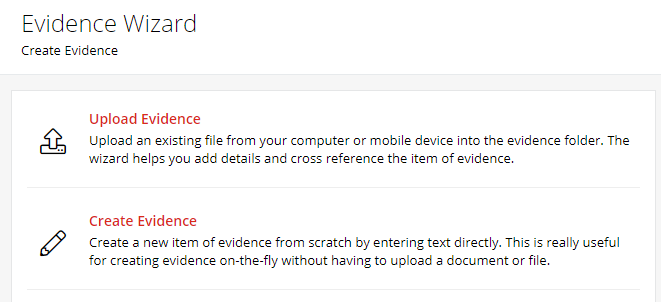 Evidence Wizard
Create Evidence
Upload Evidence
Upload an existing file from your computer or mobile device into the evidence folder. The
wizard helps you add details and cross reference the item of evidence.
Create Evidence
Create a new item of evidence from scratch by entering text directly. This is really useful
for creating evidence on-the-fly without having to upload a document or file.